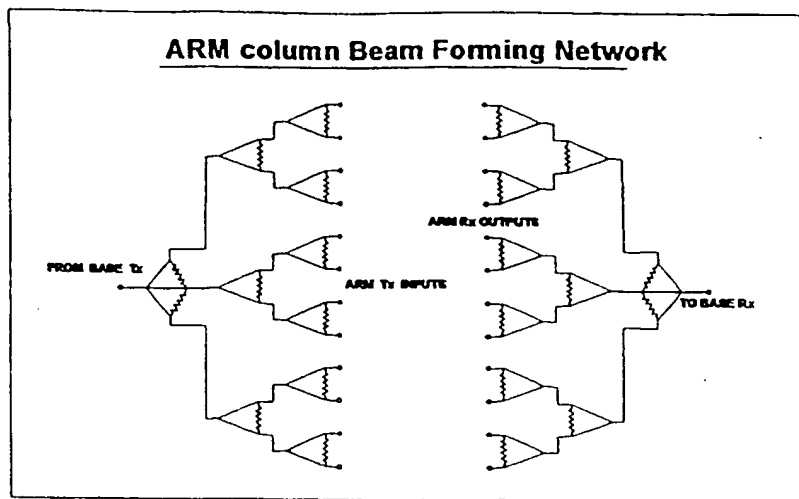 ARM column Beam Forming Network
ARM Rx OUTPUTS
FROM BASE Tx
ARM Tx INPUTS
TO BASE Rx